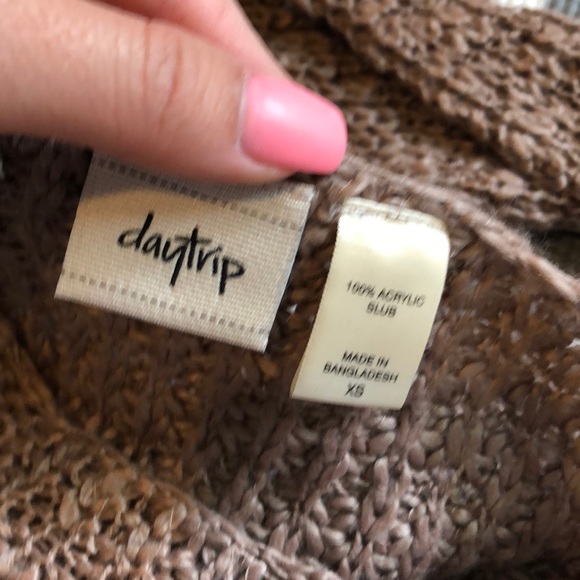 daytrip
100% ACRYLIC
SLUB
MADE IN
BANGLADESH
XS